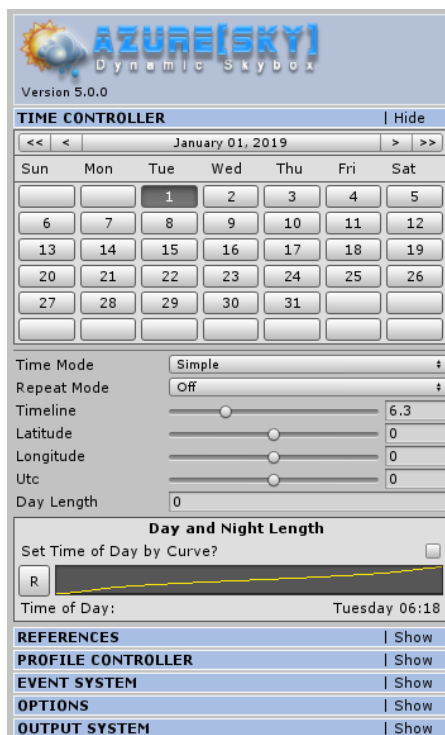 AZURE[SKY]
Dynamic Skybox
Version 5.0.0
TIME CONTROLLER | Hide
<< < January 01, 2019 > >>
Sun Mon Tue Wed Thu Fri Sat
1 2 3 4 5
6 7 8 9 10 11 12
13 14 15 16 17 18 19
20 21 22 23 24 25 26
27 28 29 30 31
Time Mode Simple
Repeat Mode Off
Timeline 6.3
Latitude 0
Longitude 0
Utc 0
Day Length 0
Day and Night Length
Set Time of Day by Curve?
R
Time of Day: Tuesday 06:18
REFERENCES | Show
PROFILE CONTROLLER | Show
EVENT SYSTEM | Show
OPTIONS | Show
OUTPUT SYSTEM | Show